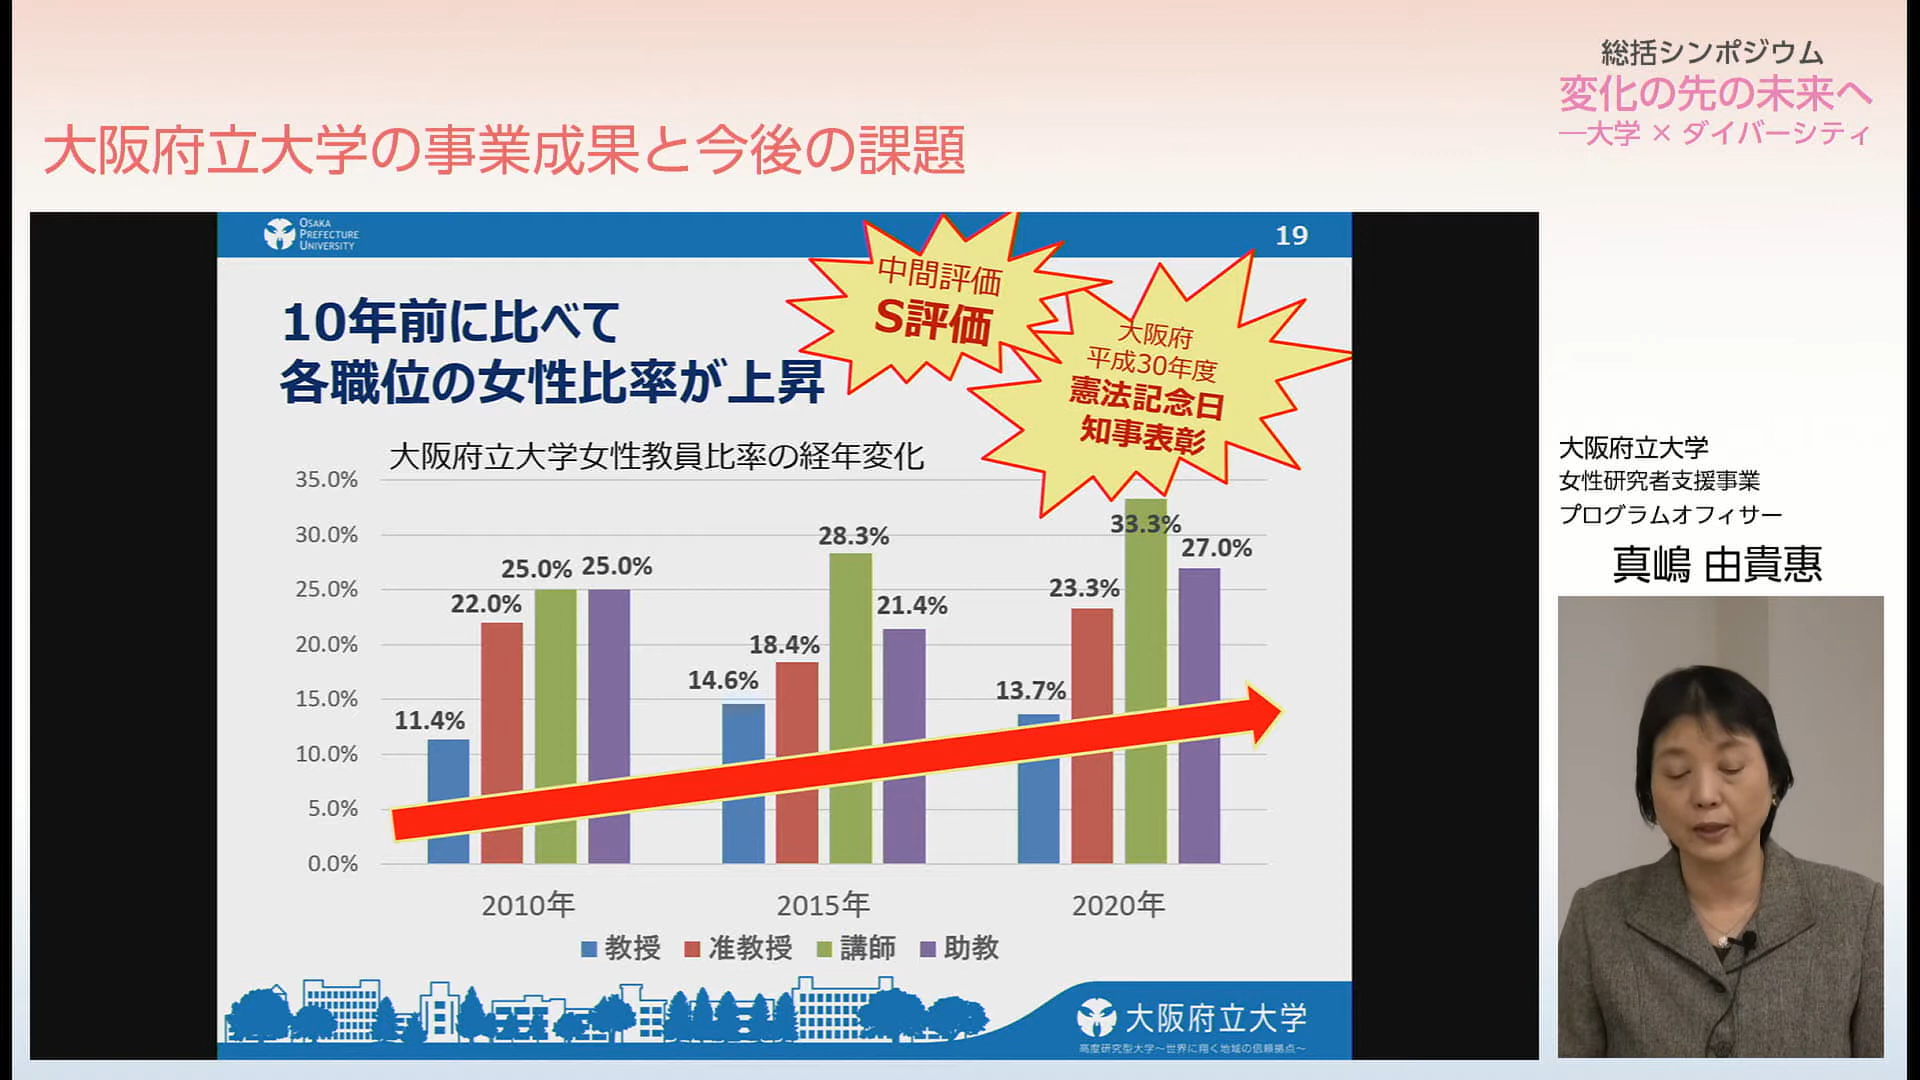 総括シンポジウム
変化の先の未来へ
―大学 × ダイバーシティ
大阪府立大学の事業成果と今後の課題
OSAKA
PREFECTURE
UNIVERSITY
19
中間評価
S評価
大阪府
平成30年度
憲法記念日
知事表彰
10年前に比べて
各職位の女性比率が上昇
大阪府立大学女性教員比率の経年変化
35.0%
30.0%
25.0%
20.0%
15.0%
10.0%
5.0%
0.0%
11.4%
22.0%
25.0%
25.0%
14.6%
18.4%
28.3%
21.4%
13.7%
23.3%
33.3%
27.0%
2010年
2015年
2020年
教授 准教授 講師 助教
大阪府立大学
高度研究型大学～世界に翔く地域の信頼拠点～
大阪府立大学
女性研究者支援事業
プログラムオフィサー
真嶋 由貴恵